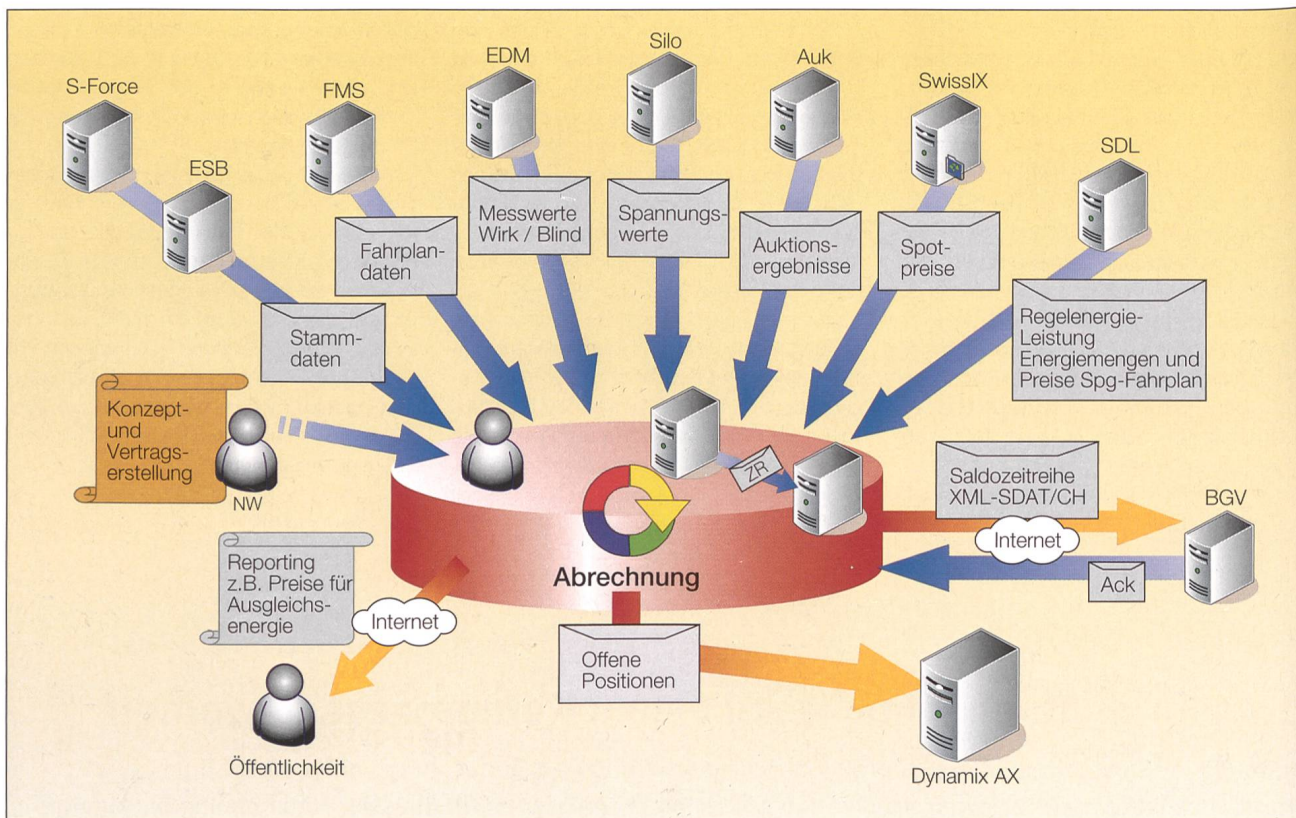 S-Force
ESB
FMS
EDM
Silo
Auk
SwissIX
SDL
Stamm-
daten
Fahrplan-
daten
Messwerte
Wirk / Blind
Spannungs-
werte
Auktions-
ergebnisse
Spot-
preise
Regelenergie-
Leistung
Energiemengen und
Preise Spg-Fahrplan
Konzept-
und
Vertrags-
erstellung
NW
ZR
Abrechnung
Saldozeitreihe
XML-SDAT/CH
Internet
BGV
Ack
Reporting
z.B. Preise für
Ausgleichs-
energie
Internet
Öffentlichkeit
Offene
Positionen
Dynamix AX